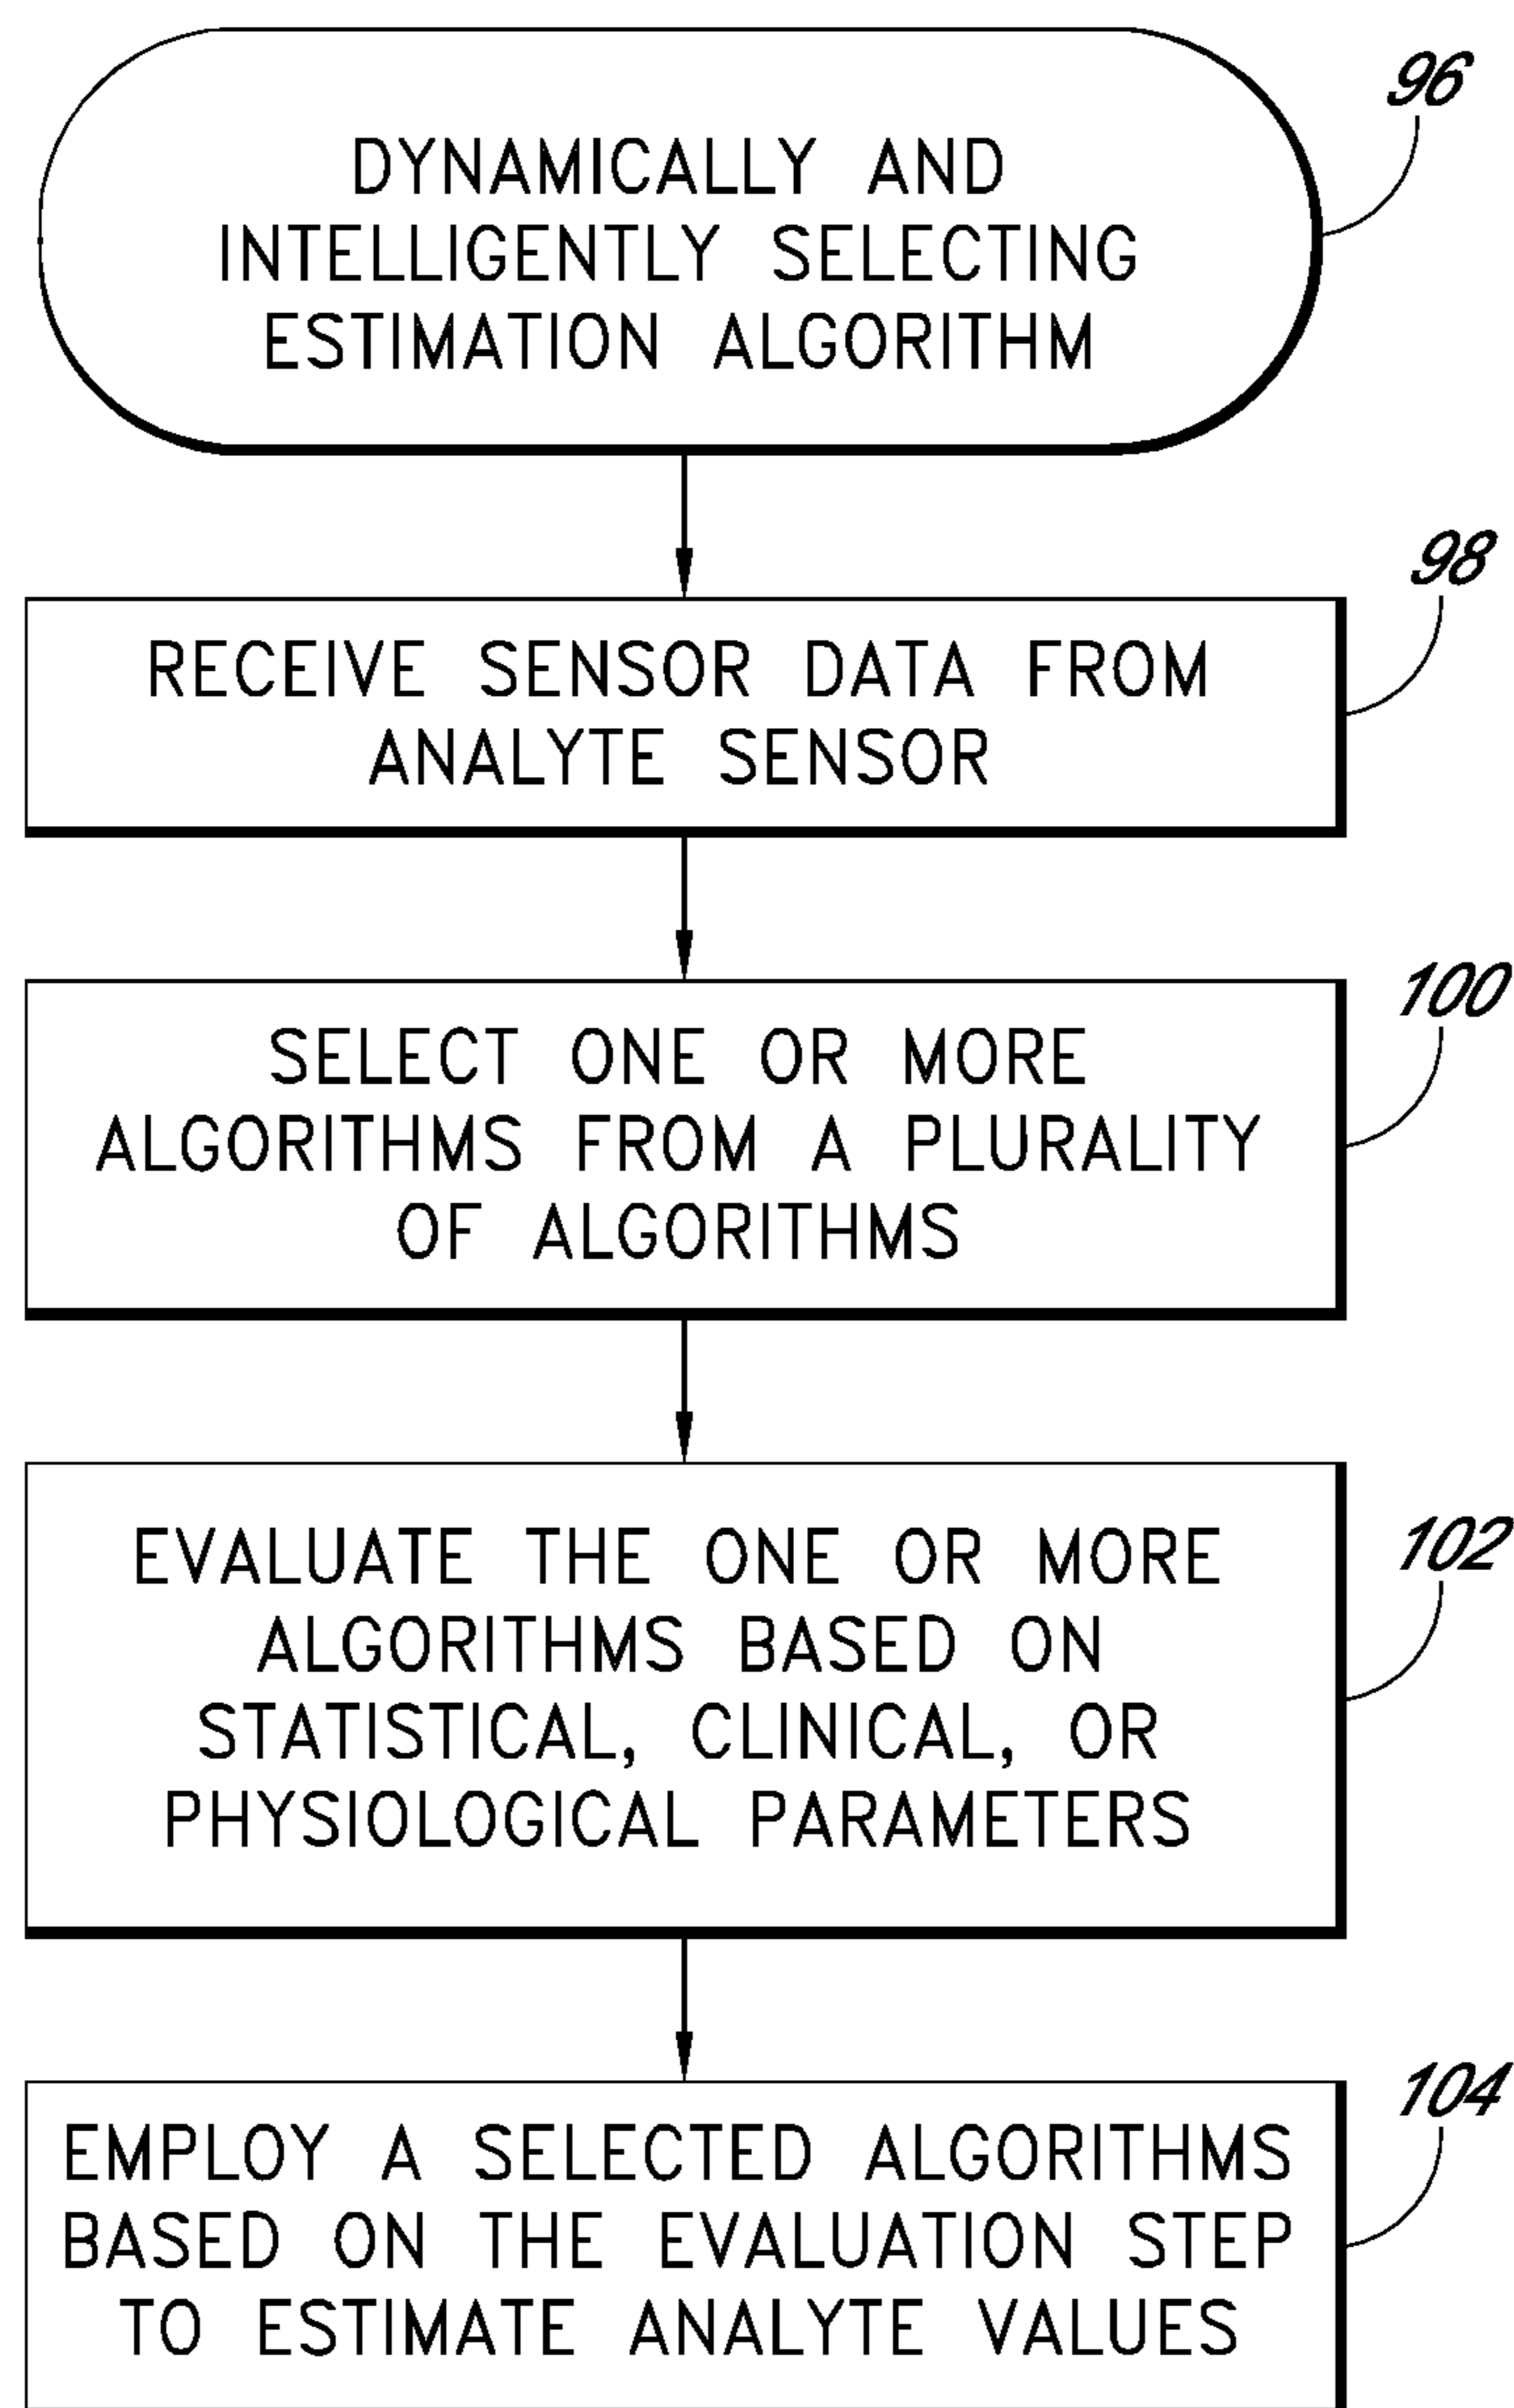 DYNAMICALLY AND
INTELLIGENTLY SELECTING
ESTIMATION ALGORITHM
96
RECEIVE SENSOR DATA FROM
ANALYTE SENSOR
98
SELECT ONE OR MORE
ALGORITHMS FROM A PLURALITY
OF ALGORITHMS
100
EVALUATE THE ONE OR MORE
ALGORITHMS BASED ON
STATISTICAL, CLINICAL, OR
PHYSIOLOGICAL PARAMETERS
102
EMPLOY A SELECTED ALGORITHMS
BASED ON THE EVALUATION STEP
TO ESTIMATE ANALYTE VALUES
104